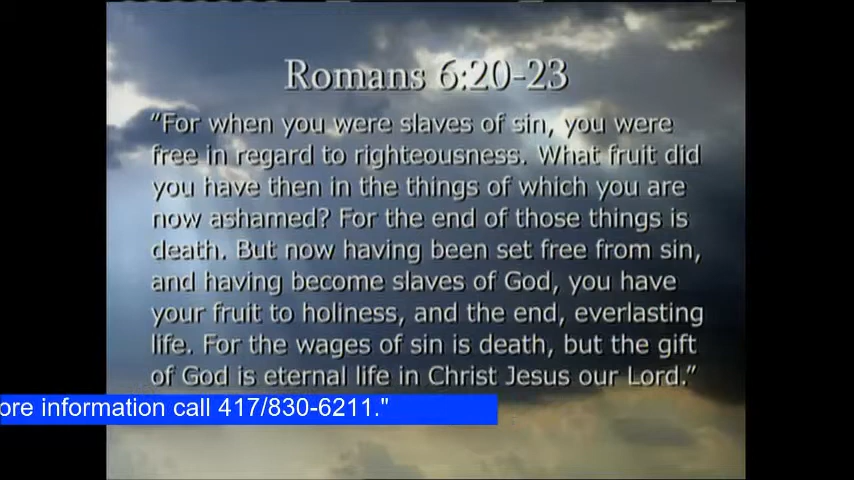 Romans 6:20-23
“For when you were slaves of sin, you were
free in regard to righteousness. What fruit did
you have then in the things of which you are
now ashamed? For the end of those things is
death. But now having been set free from sin,
and having become slaves of God, you have
your fruit to holiness, and the end, everlasting
life. For the wages of sin is death, but the gift
of God is eternal life in Christ Jesus our Lord.”
ore information call 417/830-6211."